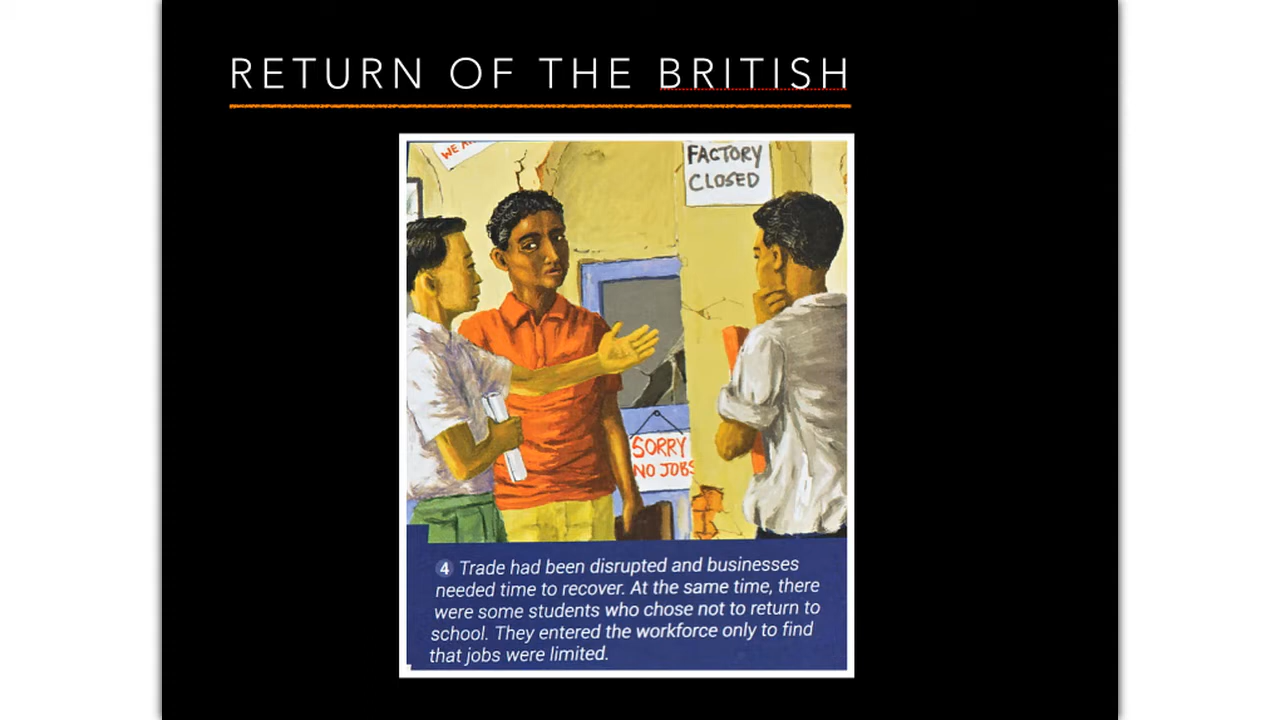 RETURN OF THE BRITISH
WE
FACTORY
CLOSED
SORRY
NO JOBS
4 Trade had been disrupted and businesses
needed time to recover. At the same time, there
were some students who chose not to return to
school. They entered the workforce only to find
that jobs were limited.